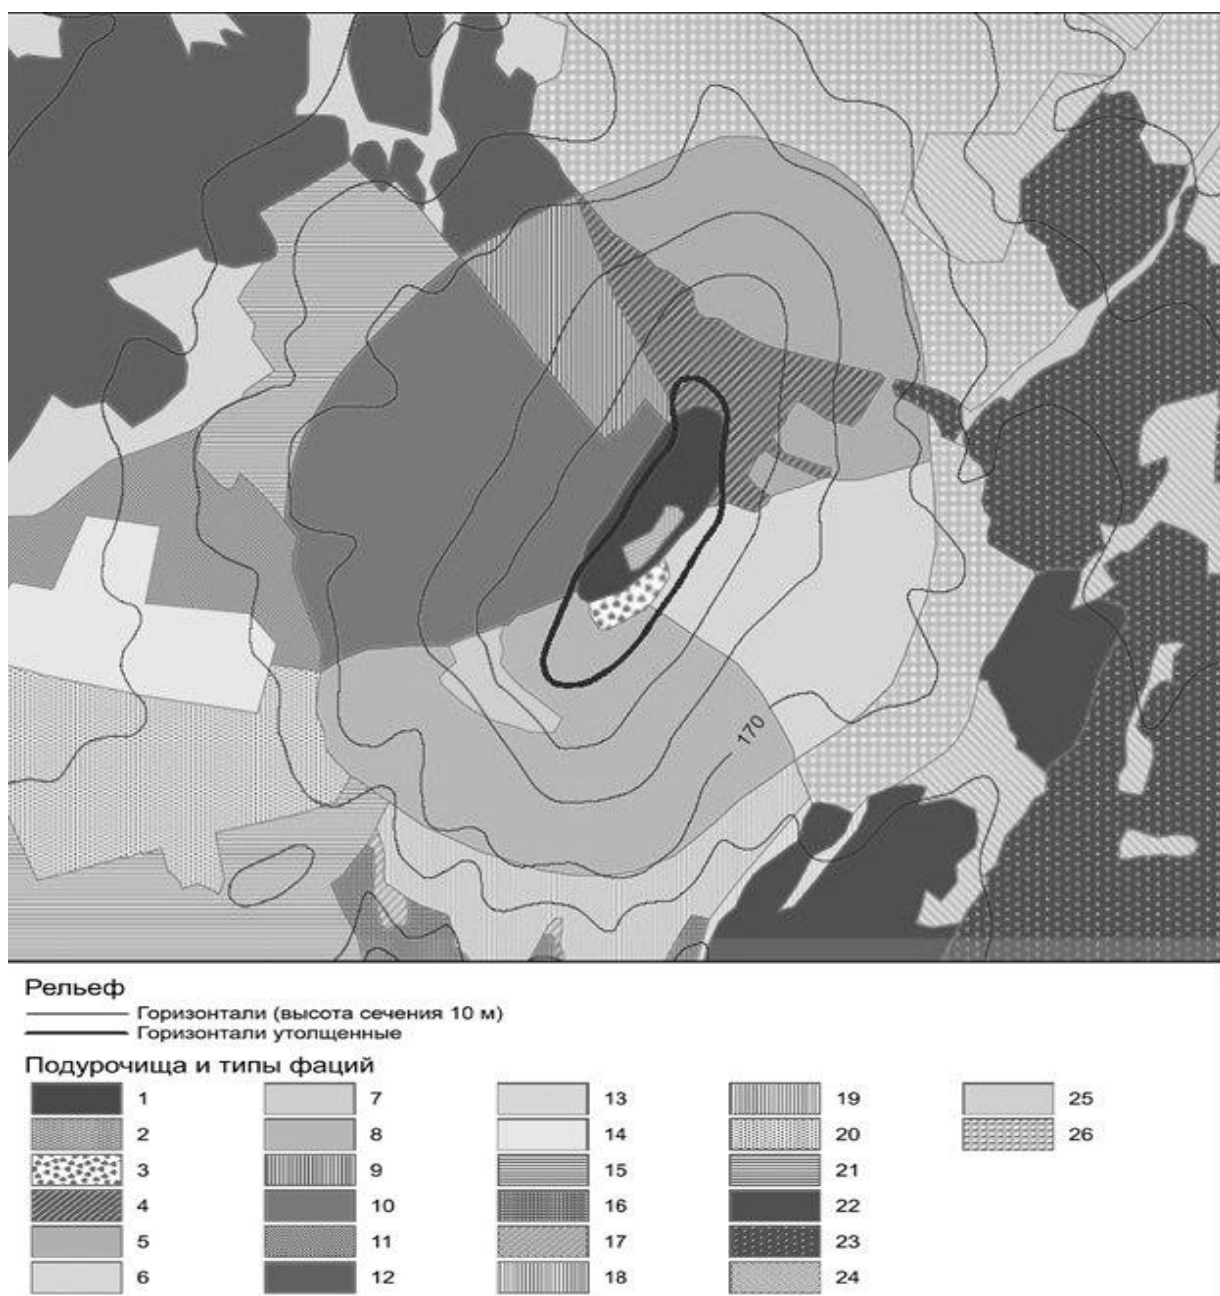 170
Рельеф
Горизонтали (высота сечения 10 м)
Горизонтали утолщенные
Подурочища и типы фаций
1 7 13 19 25
2 8 14 20 26
3 9 15 21
4 10 16 22
5 11 17 23
6 12 18 24